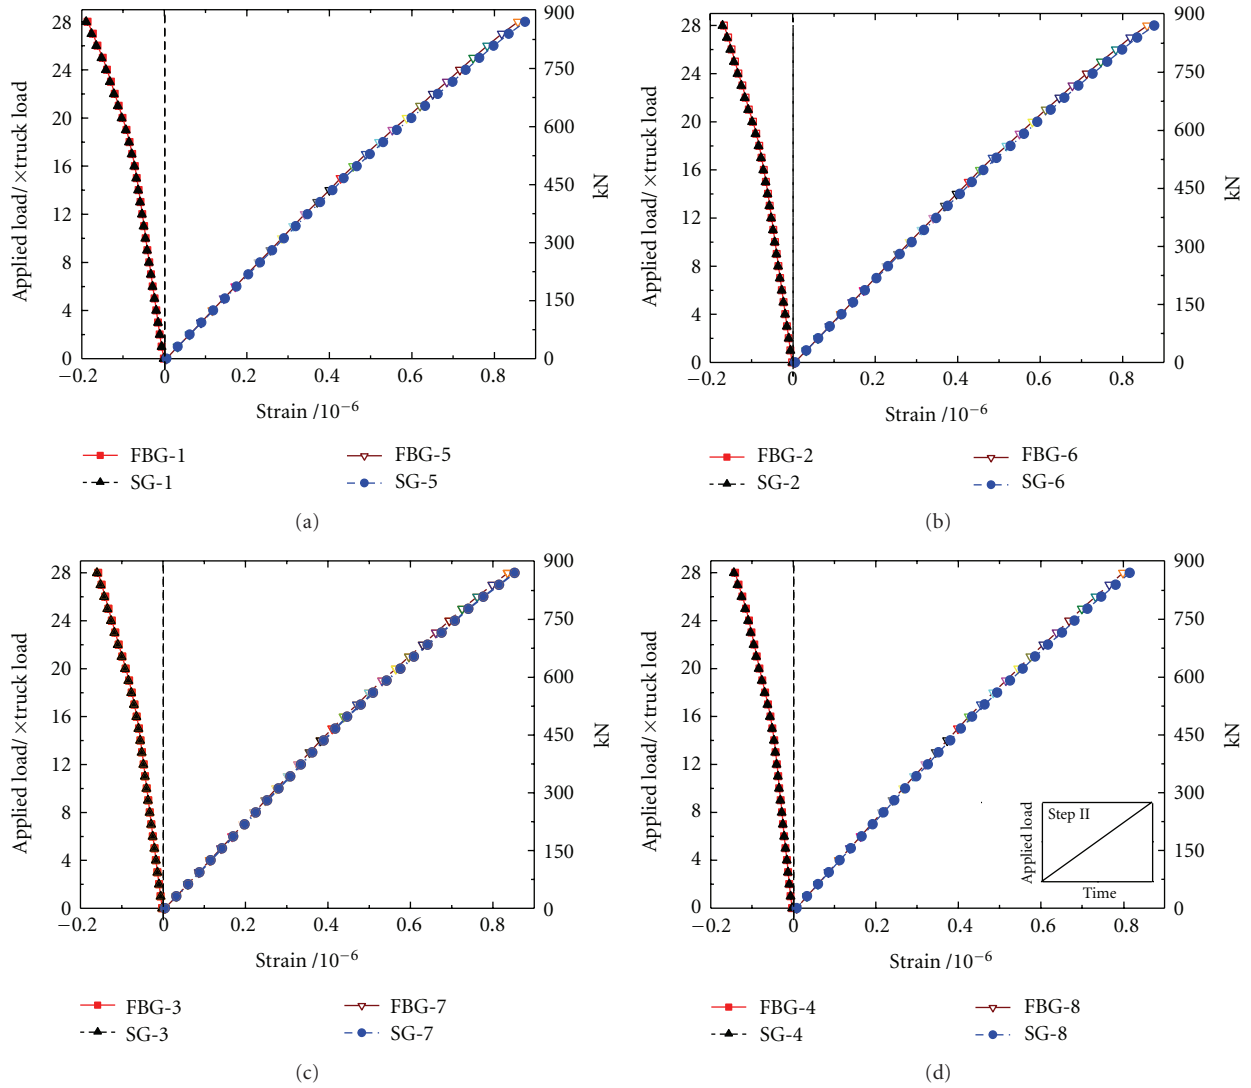 28
24
20
16
12
8
4
0
Applied load/ ×truck load
900
750
600
450
300
150
0
kN
−0.2 0 0.2 0.4 0.6 0.8
Strain /10−6
FBG-1 FBG-5
SG-1 SG-5
(a)
28
24
20
16
12
8
4
0
Applied load/ ×truck load
900
750
600
450
300
150
0
kN
−0.2 0 0.2 0.4 0.6 0.8
Strain /10−6
FBG-2 FBG-6
SG-2 SG-6
(b)
28
24
20
16
12
8
4
0
Applied load/ ×truck load
900
750
600
450
300
150
0
kN
−0.2 0 0.2 0.4 0.6 0.8
Strain /10−6
FBG-3 FBG-7
SG-3 SG-7
(c)
28
24
20
16
12
8
4
0
Applied load/ ×truck load
900
750
600
450
300
150
0
kN
Step II
Applied load
Time
−0.2 0 0.2 0.4 0.6 0.8
Strain /10−6
FBG-4 FBG-8
SG-4 SG-8
(d)